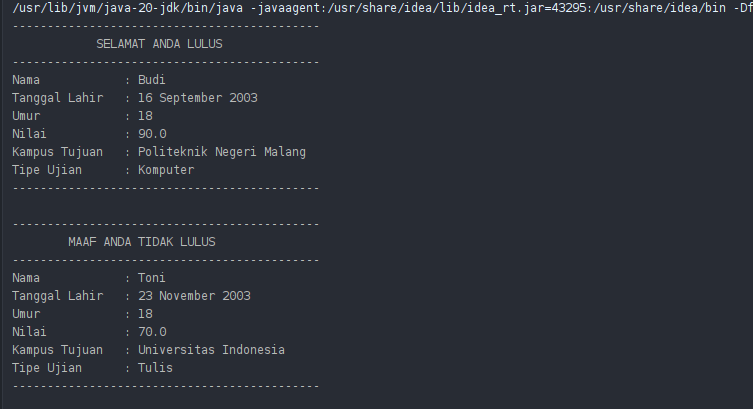 /usr/lib/jvm/java-20-jdk/bin/java -javaagent:/usr/share/idea/lib/idea_rt.jar=43295:/usr/share/idea/bin -Df
--------------------------------------------
SELAMAT ANDA LULUS
--------------------------------------------
Nama : Budi
Tanggal Lahir : 16 September 2003
Umur : 18
Nilai : 90.0
Kampus Tujuan : Politeknik Negeri Malang
Tipe Ujian : Komputer
--------------------------------------------
--------------------------------------------
MAAF ANDA TIDAK LULUS
--------------------------------------------
Nama : Toni
Tanggal Lahir : 23 November 2003
Umur : 18
Nilai : 70.0
Kampus Tujuan : Universitas Indonesia
Tipe Ujian : Tulis
--------------------------------------------